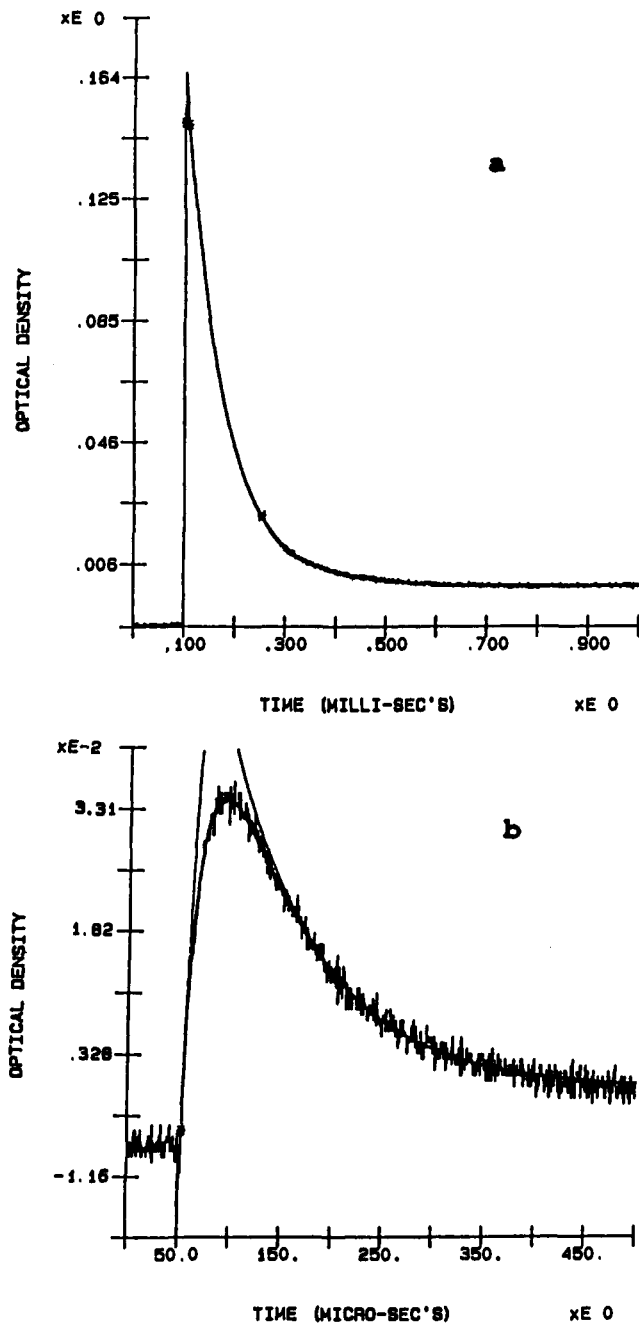 xE 0
.164
.125
.085
.046
.006
OPTICAL DENSITY
a
.100 .300 .500 .700 .900
TIME (MILLI-SEC'S) xE 0
xE-2
3.31
1.82
.328
-1.16
OPTICAL DENSITY
b
50.0 150. 250. 350. 450.
TIME (MICRO-SEC'S) xE 0